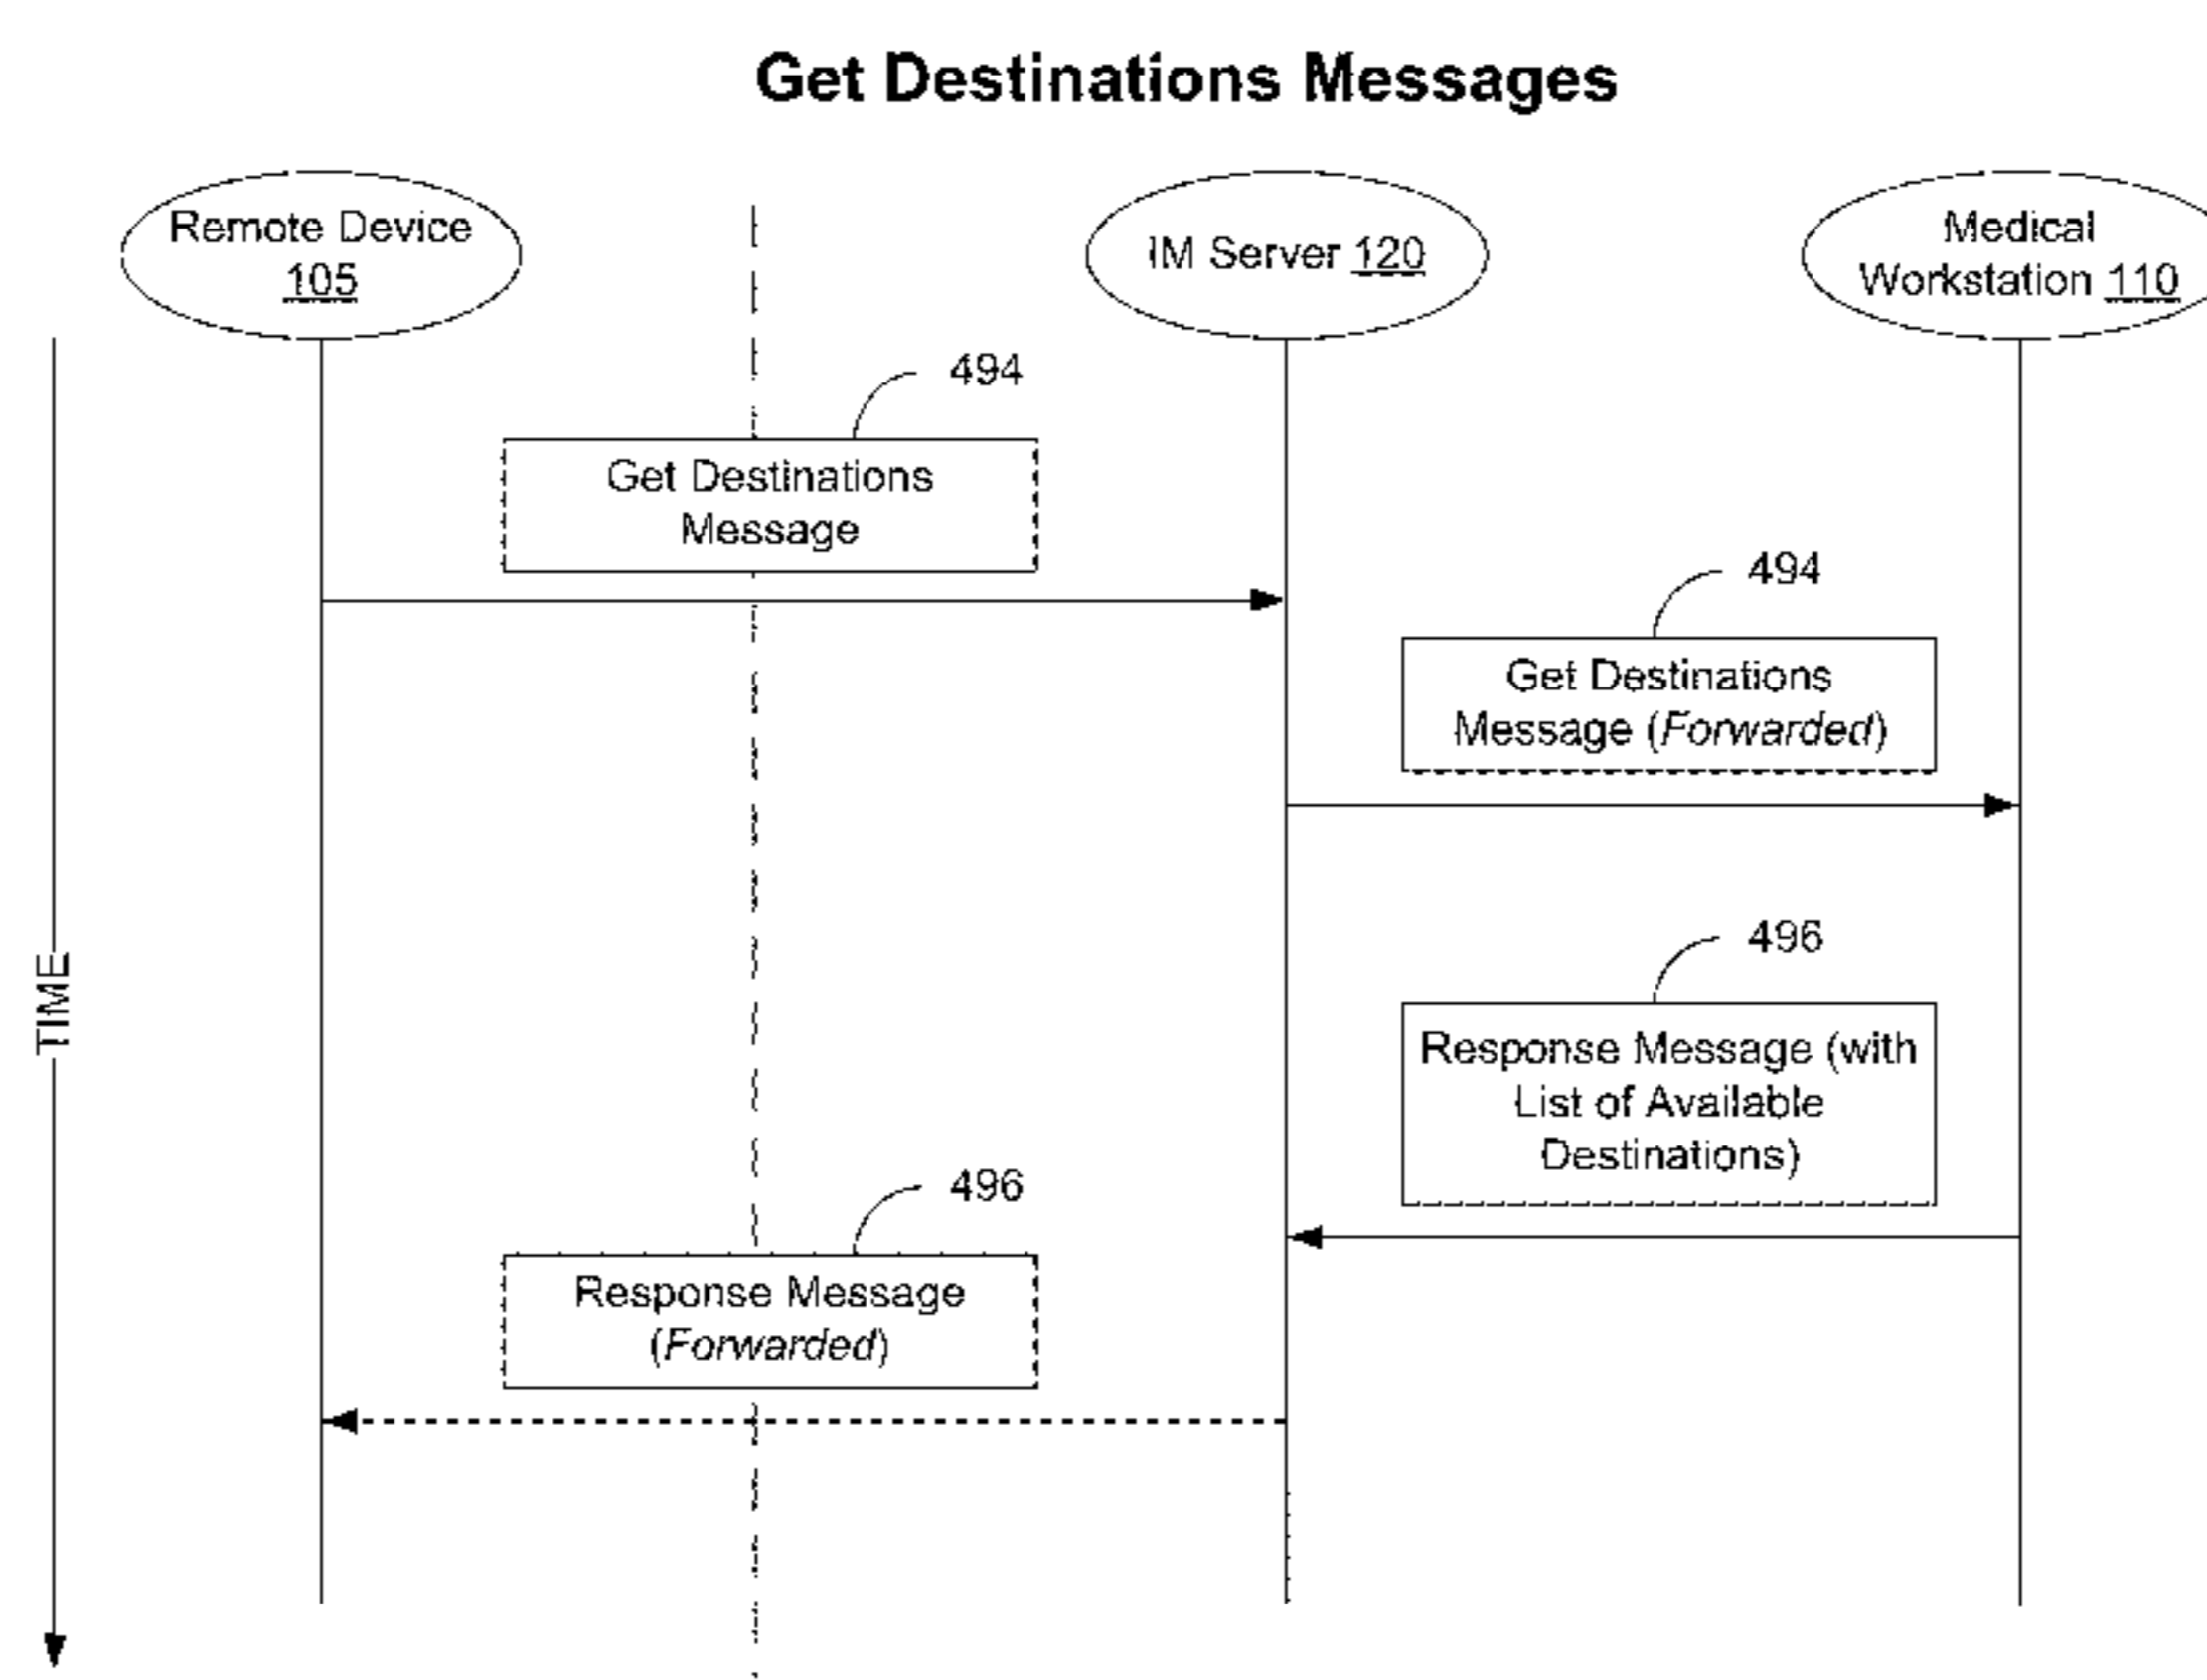 Get Destinations Messages
Remote Device
105
IM Server 120
Medical
Workstation 110
494
Get Destinations
Message
494
Get Destinations
Message (Forwarded)
TIME
496
Response Message (with
List of Available
Destinations)
496
Response Message
(Forwarded)